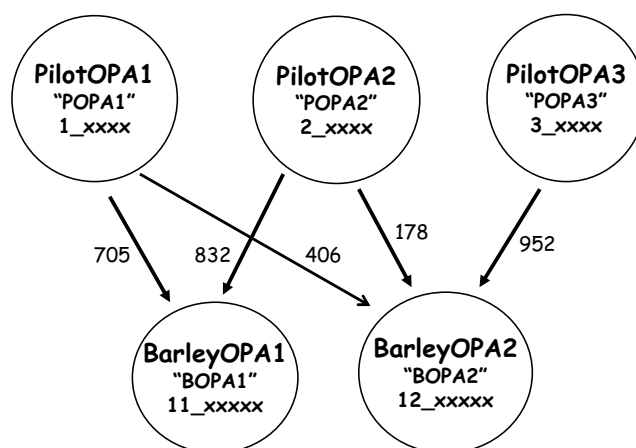 PilotOPA1
“POPA1”
1_xxxx
PilotOPA2
“POPA2”
2_xxxx
PilotOPA3
“POPA3”
3_xxxx
705
832
406
178
952
BarleyOPA1
“BOPA1”
11_xxxxx
BarleyOPA2
“BOPA2”
12_xxxxx